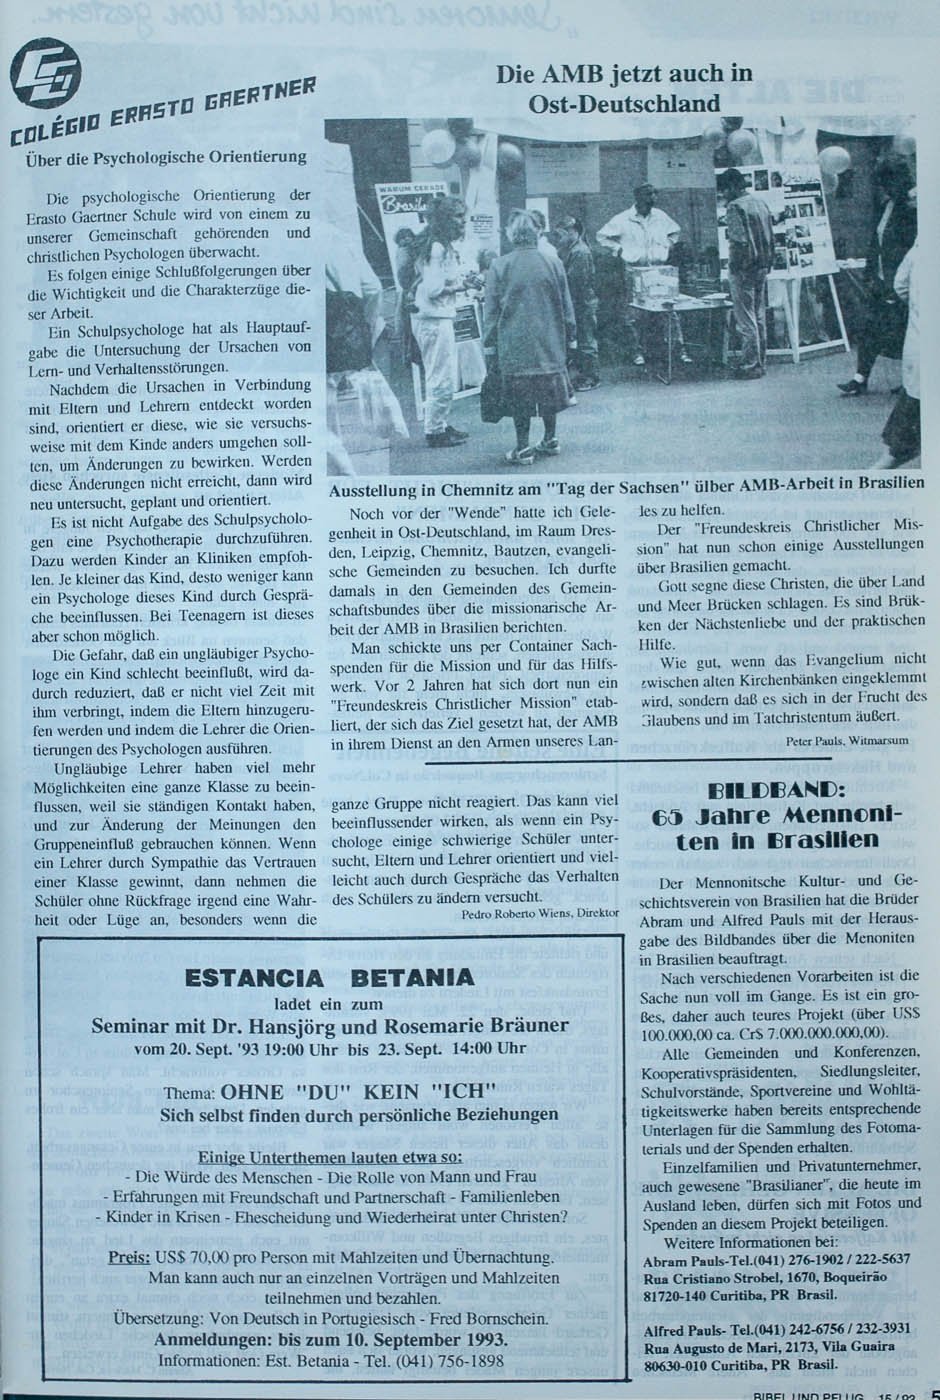 COLÉGIO ERASTO GAERTNER
Über die Psychologische Orientierung
Die psychologische Orientierung der
Erasto Gaertner Schule wird von einem zu
unserer Gemeinschaft gehörenden und
christlichen Psychologen überwacht.
Es folgen einige Schlußfolgerungen über
die Wichtigkeit und die Charakterzüge die-
ser Arbeit.
Ein Schulpsychologe hat als Hauptauf-
gabe die Untersuchung der Ursachen von
Lern- und Verhaltensstörungen.
Nachdem die Ursachen in Verbindung
mit Eltern und Lehrern entdeckt worden
sind, orientiert er diese, wie sie versuchs-
weise mit dem Kinde anders umgehen soll-
ten, um Änderungen zu bewirken. Werden
diese Änderungen nicht erreicht, dann wird
neu untersucht, geplant und orientiert.
Es ist nicht Aufgabe des Schulpsycholo-
gen eine Psychotherapie durchzuführen.
Dazu werden Kinder an Kliniken empfoh-
len. Je kleiner das Kind, desto weniger kann
ein Psychologe dieses Kind durch Gesprä-
che beeinflussen. Bei Teenagern ist dieses
aber schon möglich.
Die Gefahr, daß ein ungläubiger Psycho-
loge ein Kind schlecht beeinflußt, wird da-
durch reduziert, daß er nicht viel Zeit mit
ihm verbringt, indem die Eltern hinzugeru-
fen werden und indem die Lehrer die Orien-
tierungen des Psychologen ausführen.
Ungläubige Lehrer haben viel mehr
Möglichkeiten eine ganze Klasse zu beein-
flussen, weil sie ständigen Kontakt haben,
und zur Änderung der Meinungen den
Gruppeneinfluß gebrauchen können. Wenn
ein Lehrer durch Sympathie das Vertrauen
einer Klasse gewinnt, dann nehmen die
Schüler ohne Rückfrage irgend eine Wahr-
heit oder Lüge an, besonders wenn die
ganze Gruppe nicht reagiert. Das kann viel
beeinflussender wirken, als wenn ein Psy-
chologe einige schwierige Schüler unter-
sucht, Eltern und Lehrer orientiert und viel-
leicht auch durch Gespräche das Verhalten
des Schülers zu ändern versucht.
Pedro Roberto Wiens, Direktor
Die AMB jetzt auch in
Ost-Deutschland
WARUM GERADE
Brasilien
Ausstellung in Chemnitz am "Tag der Sachsen" ülber AMB-Arbeit in Brasilien
Noch vor der "Wende" hatte ich Gele-
genheit in Ost-Deutschland, im Raum Dres-
den, Leipzig, Chemnitz, Bautzen, evangeli-
sche Gemeinden zu besuchen. Ich durfte
damals in den Gemeinden des Gemein-
schaftsbundes über die missionarische Ar-
beit der AMB in Brasilien berichten.
Man schickte uns per Container Sach-
spenden für die Mission und für das Hilfs-
werk. Vor 2 Jahren hat sich dort nun ein
"Freundeskreis Christlicher Mission" etab-
liert, der sich das Ziel gesetzt hat, der AMB
in ihrem Dienst an den Armen unseres Lan-
des zu helfen.
Der "Freundeskreis Christlicher Mis-
sion" hat nun schon einige Ausstellungen
über Brasilien gemacht.
Gott segne diese Christen, die über Land
und Meer Brücken schlagen. Es sind Brük-
ken der Nächstenliebe und der praktischen
Hilfe.
Wie gut, wenn das Evangelium nicht
zwischen alten Kirchenbänken eingeklemmt
wird, sondern daß es sich in der Frucht des
Glaubens und im Tatchristentum äußert.
Peter Pauls, Witmarsum
BILDBAND:
65 Jahre Mennoni-
ten in Brasilien
Der Mennonitsche Kultur- und Ge-
schichtsverein von Brasilien hat die Brüder
Abram und Alfred Pauls mit der Heraus-
gabe des Bildbandes über die Menoniten
in Brasilien beauftragt.
Nach verschiedenen Vorarbeiten ist die
Sache nun voll im Gange. Es ist ein gro-
ßes, daher auch teures Projekt (über US$
100.000,00 ca. Cr$ 7.000.000.000,00).
Alle Gemeinden und Konferenzen,
Kooperativspräsidenten, Siedlungsleiter,
Schulvorstände, Sportvereine und Wohltä-
tigkeitswerke haben bereits entsprechende
Unterlagen für die Sammlung des Fotoma-
terials und der Spenden erhalten.
Einzelfamilien und Privatunternehmer,
auch gewesene "Brasilianer", die heute im
Ausland leben, dürfen sich mit Fotos und
Spenden an diesem Projekt beteiligen.
Weitere Informationen bei:
Abram Pauls-Tel.(041) 276-1902 / 222-5637
Rua Cristiano Strobel, 1670, Boqueirão
81720-140 Curitiba, PR Brasil.
Alfred Pauls- Tel.(041) 242-6756 / 232-3931
Rua Augusto de Mari, 2173, Vila Guaira
80630-010 Curitiba, PR Brasil.
ESTANCIA BETANIA
ladet ein zum
Seminar mit Dr. Hansjörg und Rosemarie Bräuner
vom 20. Sept. '93 19:00 Uhr bis 23. Sept. 14:00 Uhr
Thema: OHNE "DU" KEIN "ICH"
Sich selbst finden durch persönliche Beziehungen
Einige Unterthemen lauten etwa so:
- Die Würde des Menschen - Die Rolle von Mann und Frau
- Erfahrungen mit Freundschaft und Partnerschaft - Familienleben
- Kinder in Krisen - Ehescheidung und Wiederheirat unter Christen?
Preis: US$ 70,00 pro Person mit Mahlzeiten und Übernachtung.
Man kann auch nur an einzelnen Vorträgen und Mahlzeiten
teilnehmen und bezahlen.
Übersetzung: Von Deutsch in Portugiesisch - Fred Bornschein.
Anmeldungen: bis zum 10. September 1993.
Informationen: Est. Betania - Tel. (041) 756-1898
BIBEL UND PFLUG 15 / 93 5